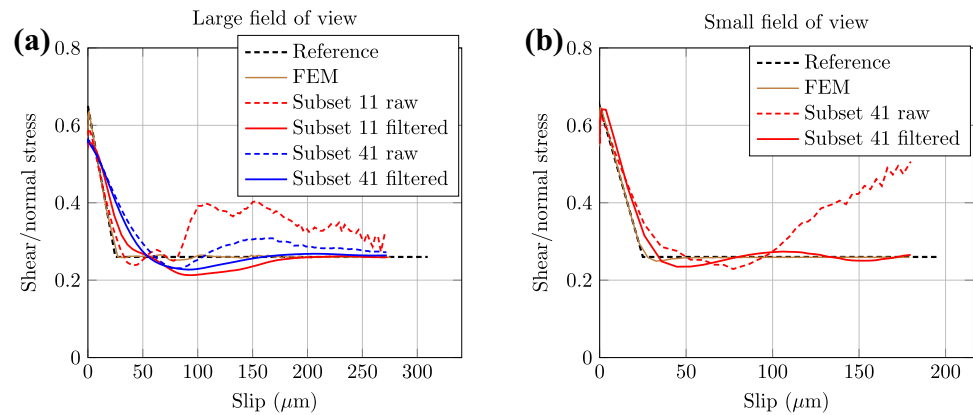 (a)
Large field of view
Shear/normal stress
0.8
0.6
0.4
0.2
0
0 50 100 150 200 250 300
Slip (μm)
Reference
FEM
Subset 11 raw
Subset 11 filtered
Subset 41 raw
Subset 41 filtered
(b)
Small field of view
Shear/normal stress
0.8
0.6
0.4
0.2
0
0 50 100 150 200
Slip (μm)
Reference
FEM
Subset 41 raw
Subset 41 filtered